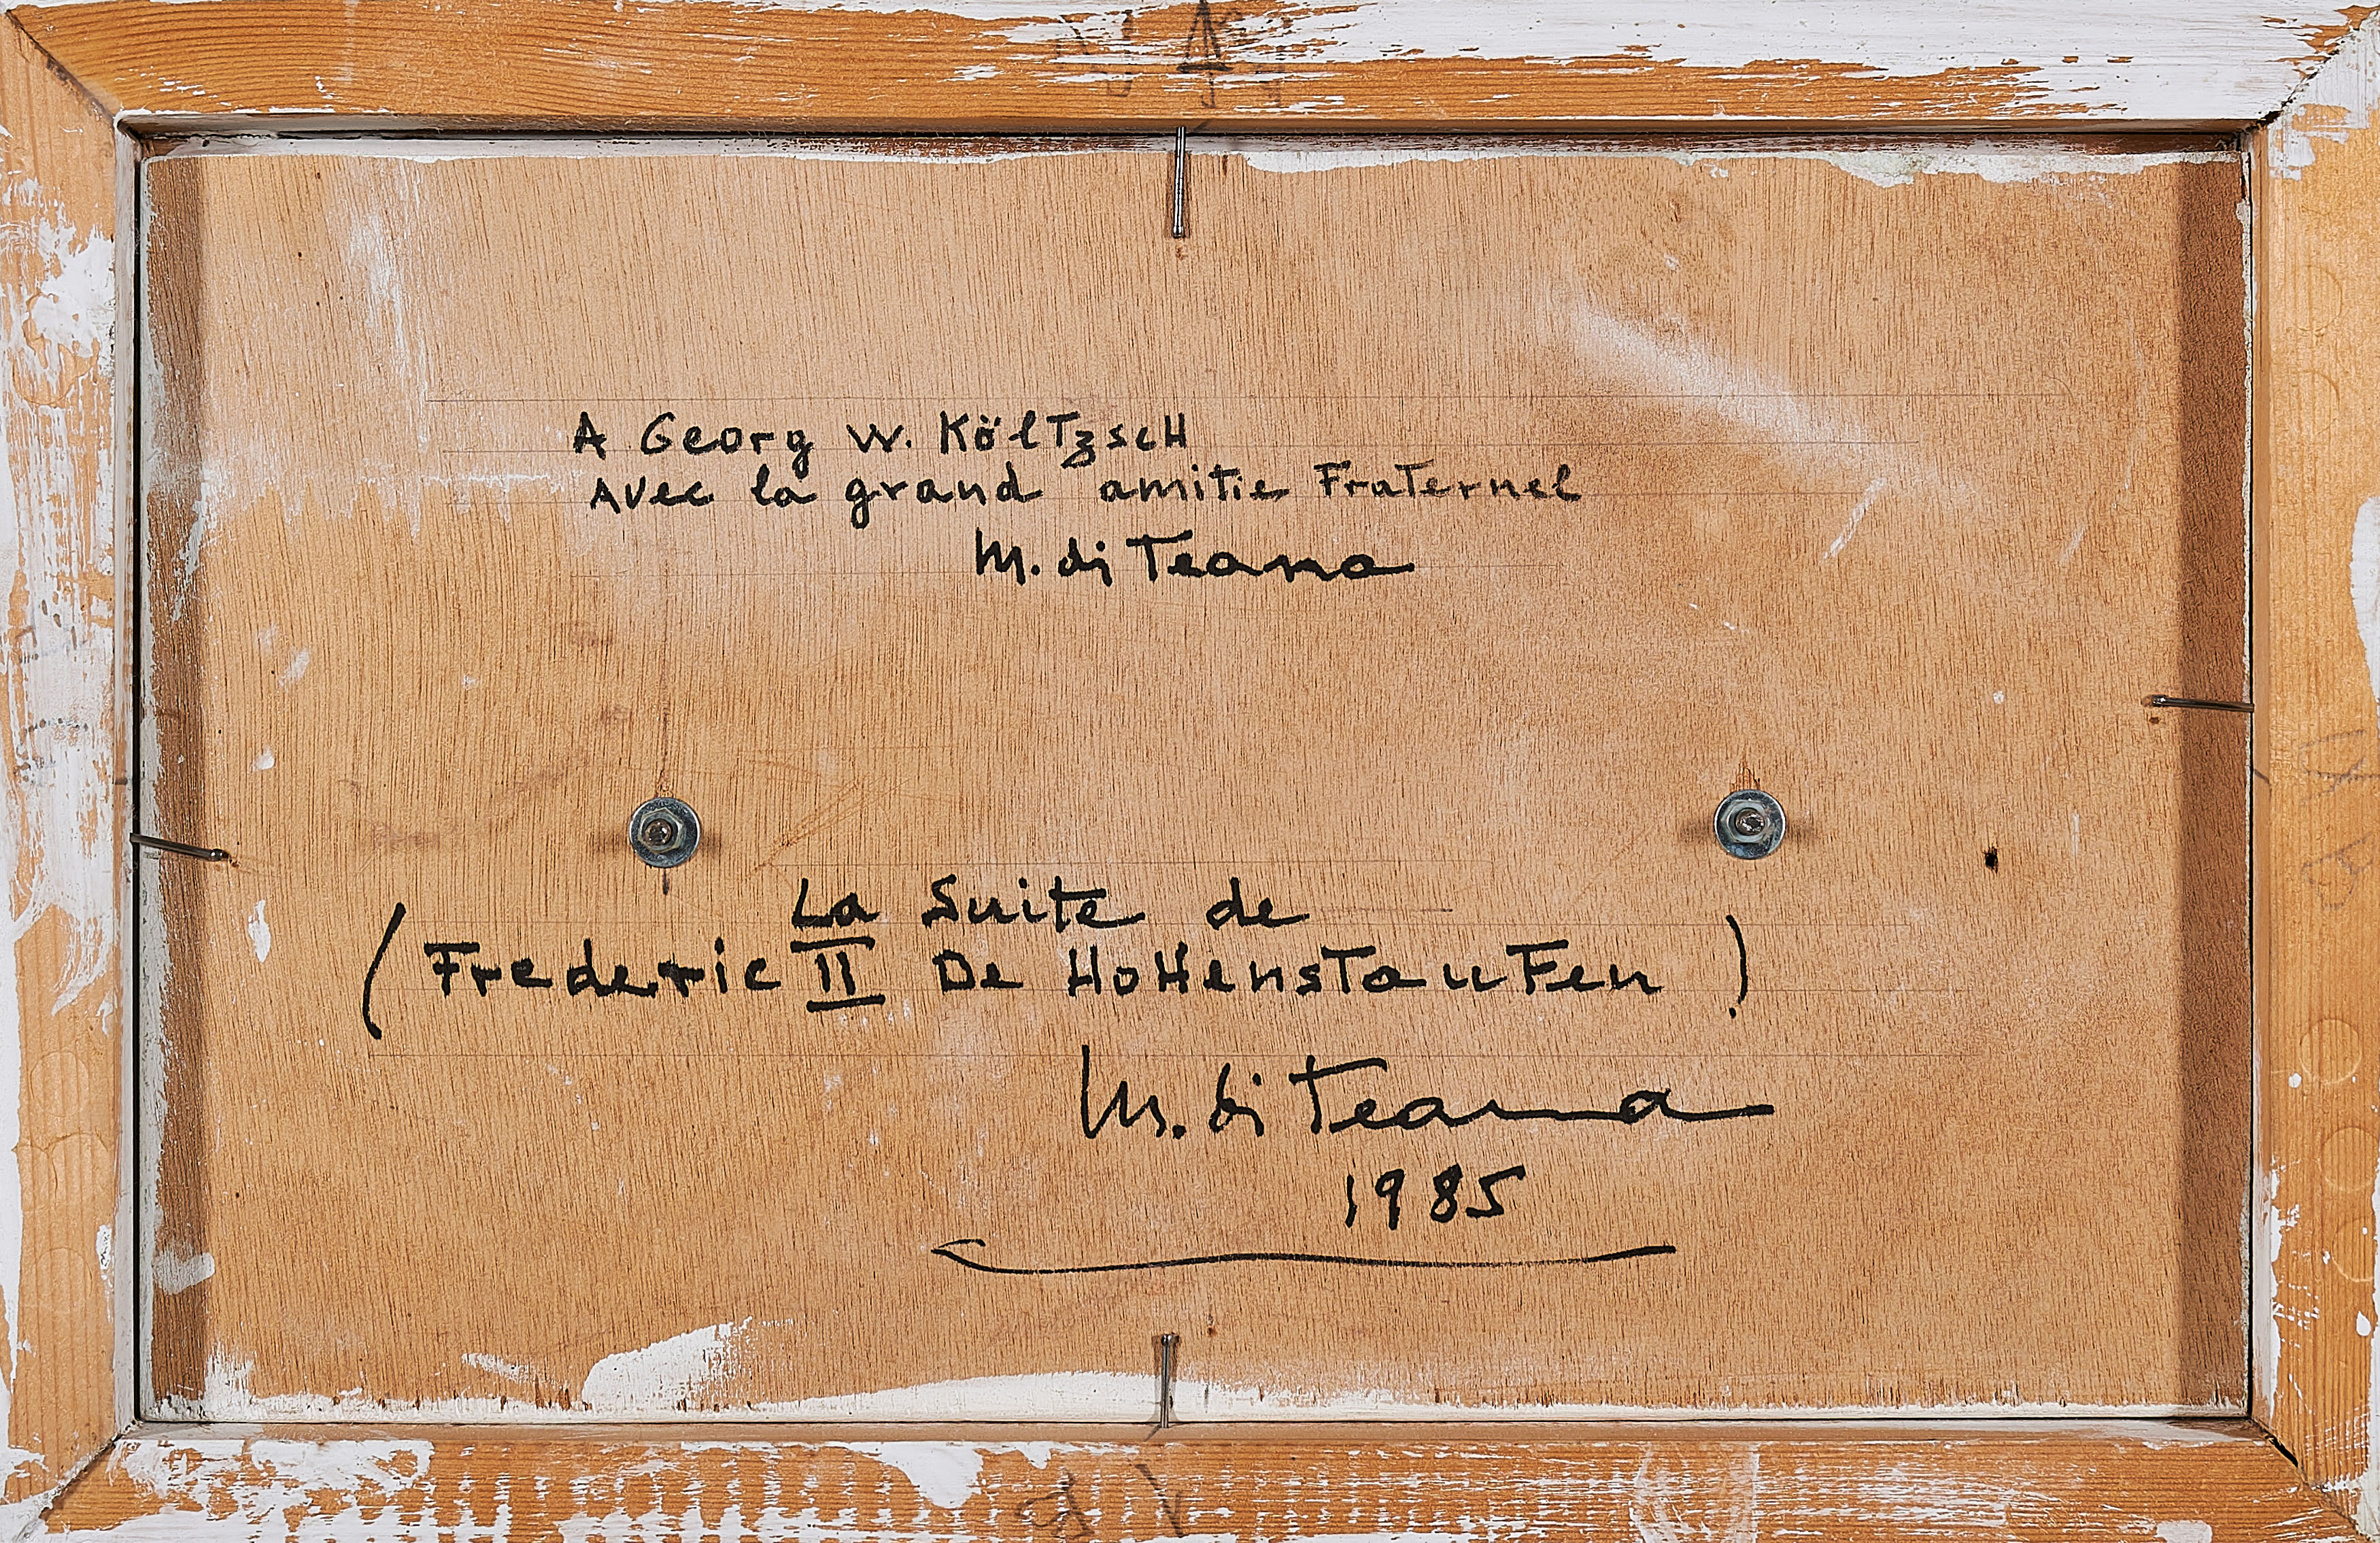 A Georg W. Költzsch
Avec la grand amitie Fraternel
M. di Teana
La Suite de
(Frederic II De Hohenstaufen)
M. di Teana
1985